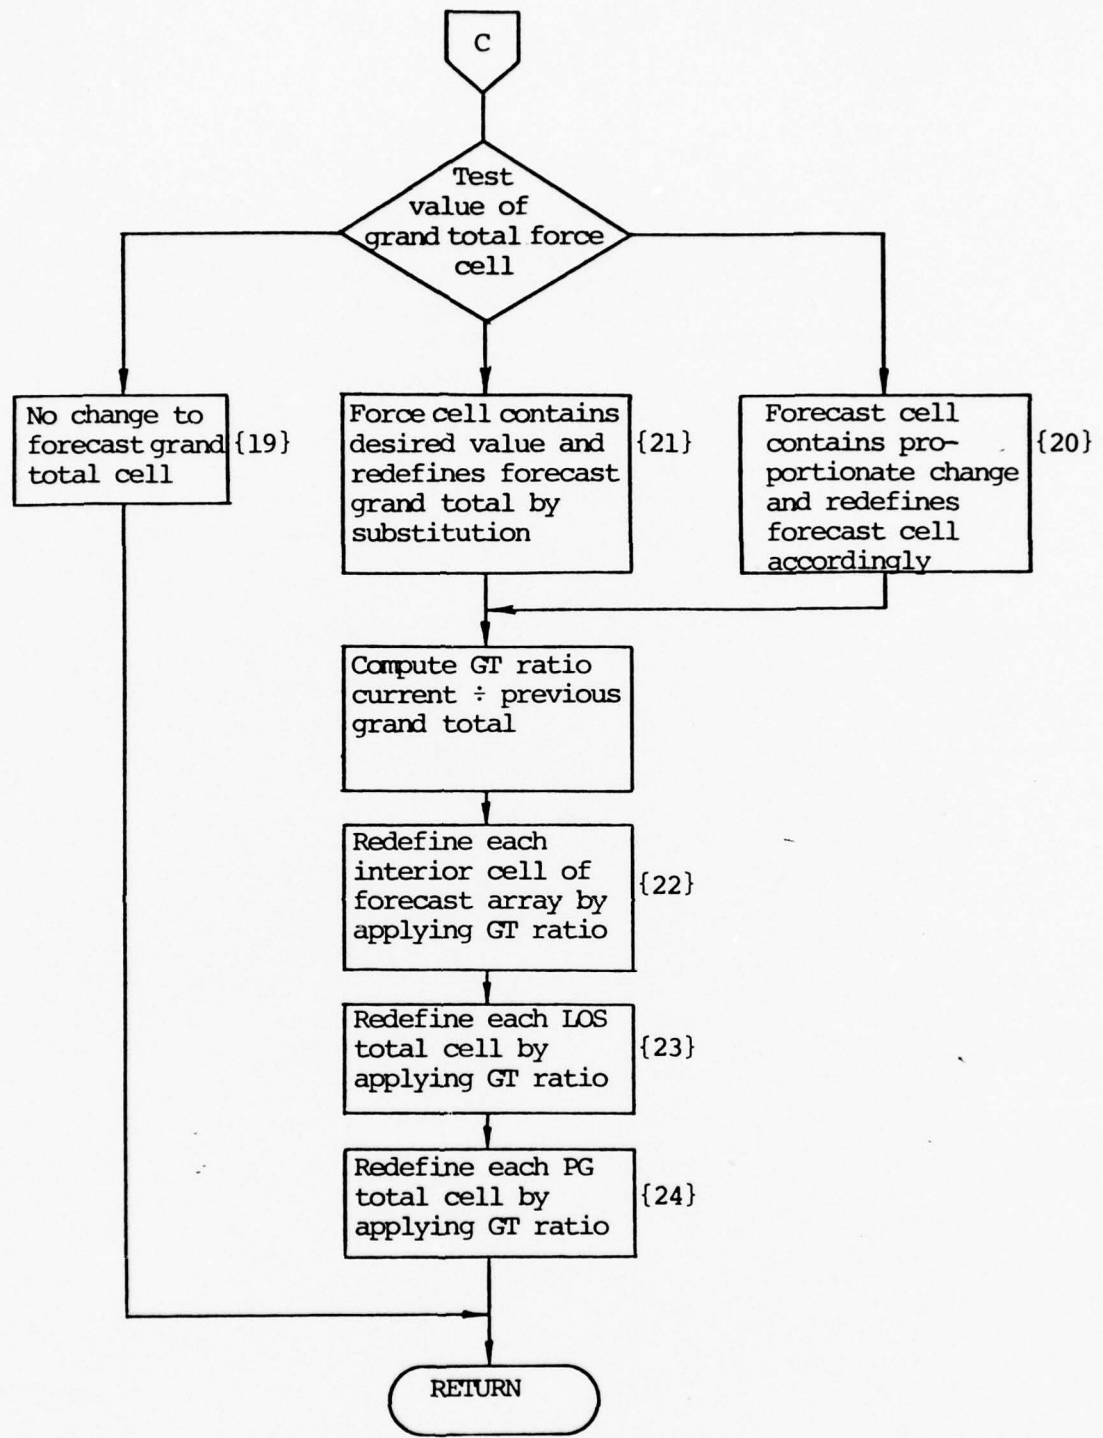 C
Test
value of
grand total force
cell
No change to
forecast grand
total cell
{19}
Force cell contains
desired value and
redefines forecast
grand total by
substitution
{21}
Forecast cell
contains pro-
portionate change
and redefines
forecast cell
accordingly
{20}
Compute GT ratio
current ÷ previous
grand total
Redefine each
interior cell of
forecast array by
applying GT ratio
{22}
Redefine each LOS
total cell by
applying GT ratio
{23}
Redefine each PG
total cell by
applying GT ratio
{24}
RETURN